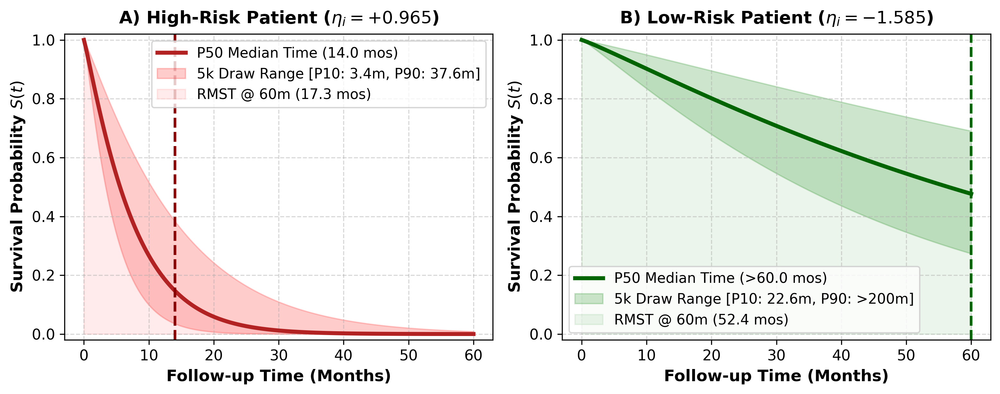 A) High-Risk Patient (ηᵢ = +0.965)
Survival Probability S(t)
1.0
0.8
0.6
0.4
0.2
0.0
P50 Median Time (14.0 mos)
5k Draw Range [P10: 3.4m, P90: 37.6m]
RMST @ 60m (17.3 mos)
0 10 20 30 40 50 60
Follow-up Time (Months)
B) Low-Risk Patient (ηᵢ = −1.585)
Survival Probability S(t)
1.0
0.8
0.6
0.4
0.2
0.0
P50 Median Time (>60.0 mos)
5k Draw Range [P10: 22.6m, P90: >200m]
RMST @ 60m (52.4 mos)
0 10 20 30 40 50 60
Follow-up Time (Months)